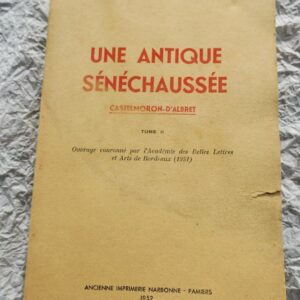 UNE ANTIQUE
SÉNÉCHAUSSÉE
CASTELMORON-D'ALBRET
TOME II
Ouvrage couronné par l'Académie des Belles Lettres
et Arts de Bordeaux (1951)
ANCIENNE IMPRIMERIE NARBONNE - PAMIERS
1952